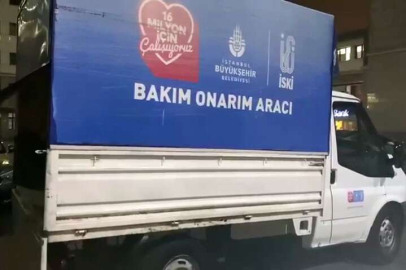 16
MİLYON
İÇİN
Çalışıyoruz
İSTANBUL
BÜYÜKŞEHİR
BELEDİYESİ
İSKİ
BAKIM ONARIM ARACI